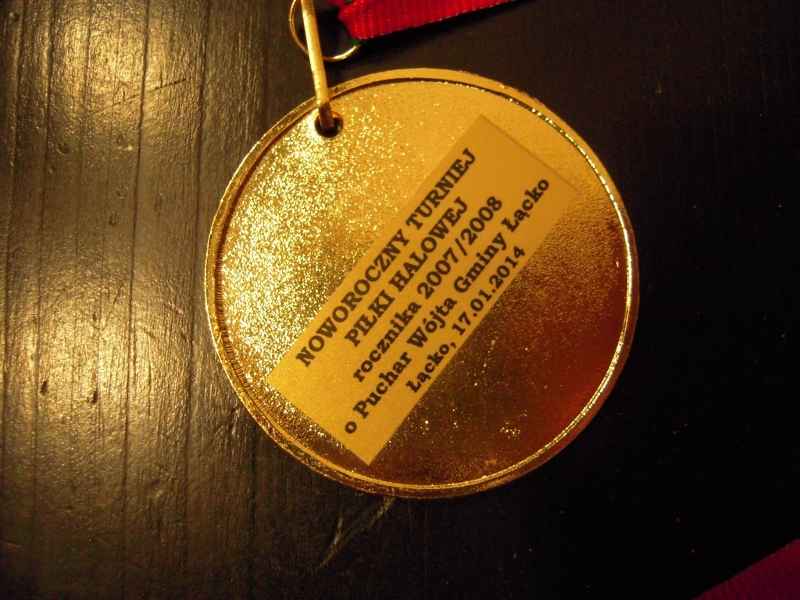 NOWOROCZNY TURNIEJ
PIŁKI HALOWEJ
rocznika 2007/2008
o Puchar Wójta Gminy Łącko
Łącko, 17.01.2014